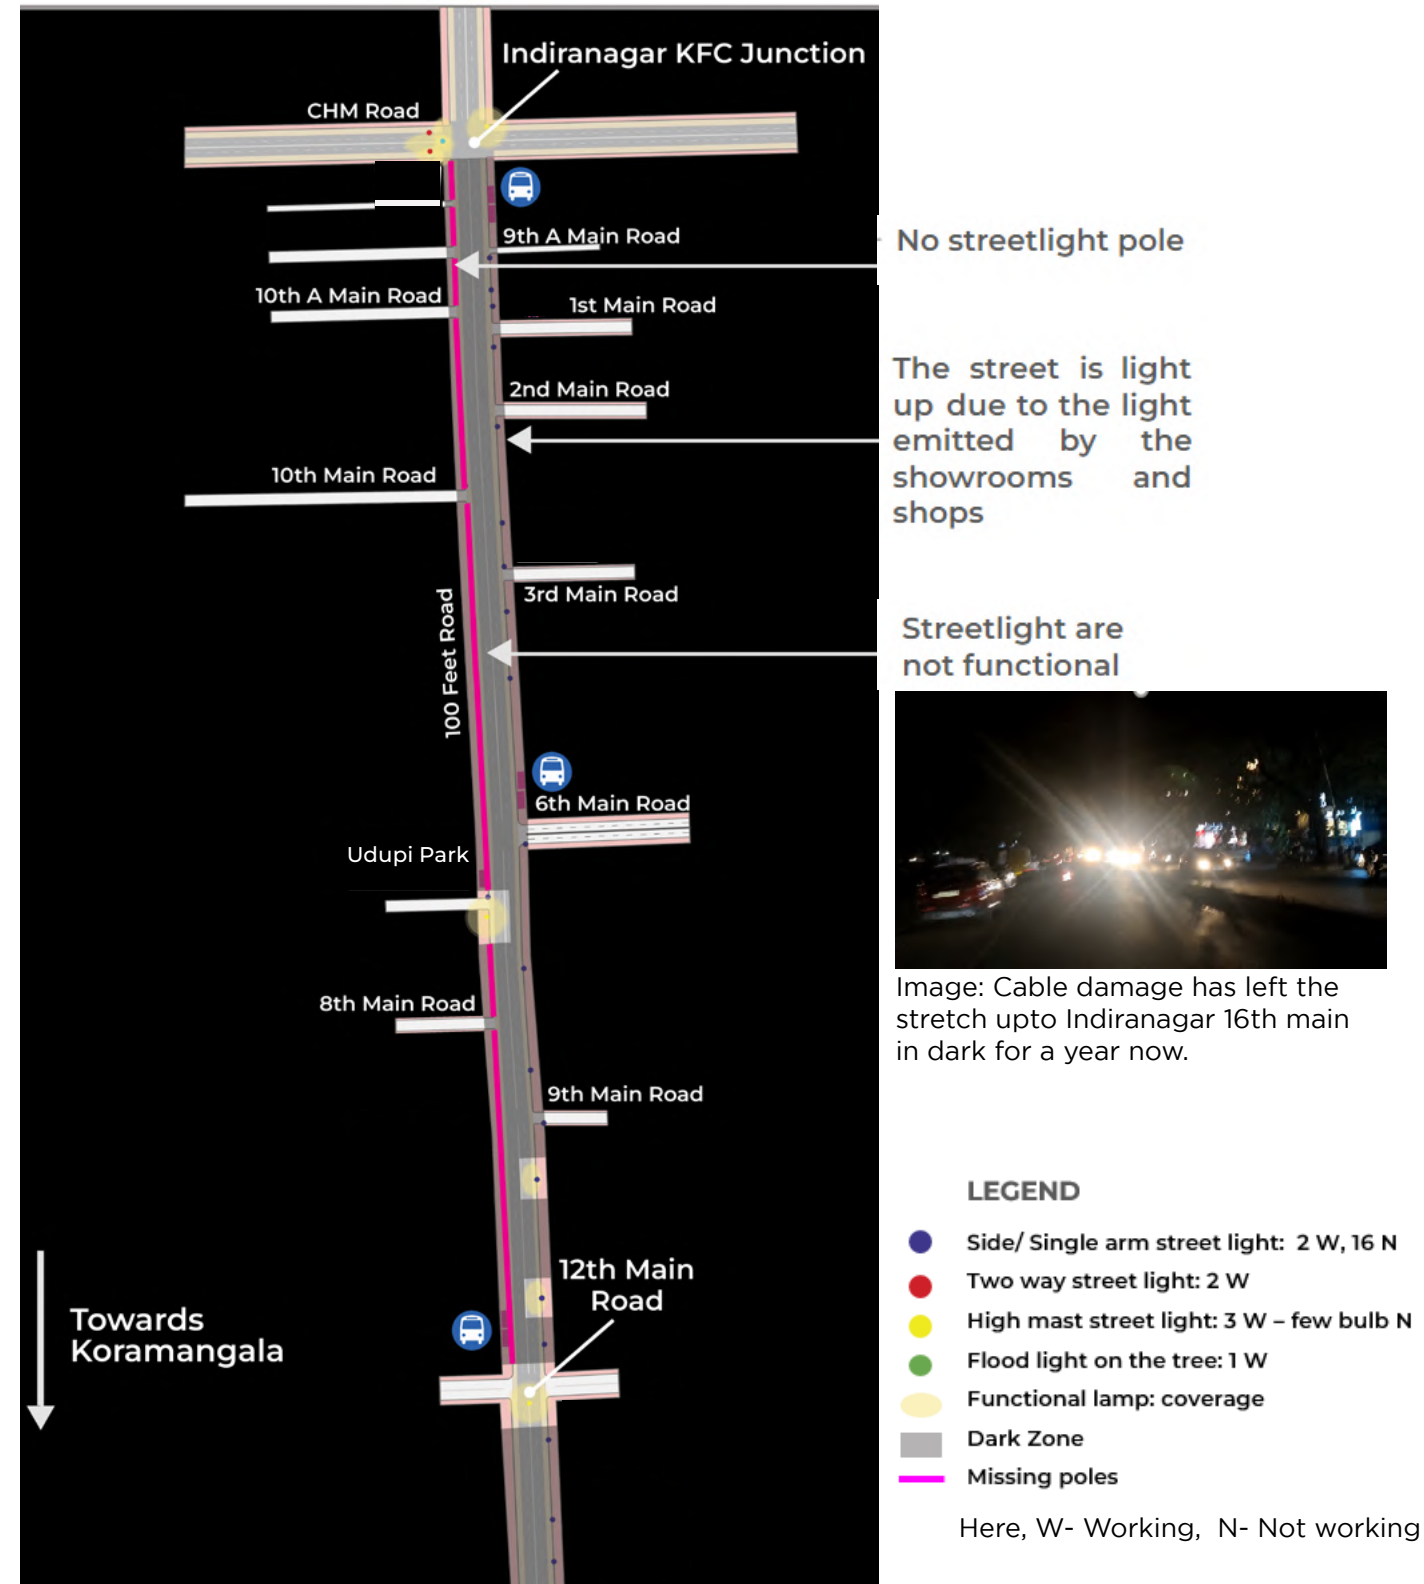 Indiranagar KFC Junction
CHM Road
9th A Main Road
No streetlight pole
10th A Main Road
1st Main Road
The street is light
up due to the light
emitted by the
showrooms and
shops
2nd Main Road
10th Main Road
3rd Main Road
100 Feet Road
Streetlight are
not functional
6th Main Road
Udupi Park
Image: Cable damage has left the
stretch upto Indiranagar 16th main
in dark for a year now.
8th Main Road
9th Main Road
12th Main
Road
Towards
Koramangala
LEGEND
Side/ Single arm street light: 2 W, 16 N
Two way street light: 2 W
High mast street light: 3 W – few bulb N
Flood light on the tree: 1 W
Functional lamp: coverage
Dark Zone
Missing poles
Here, W- Working, N- Not working